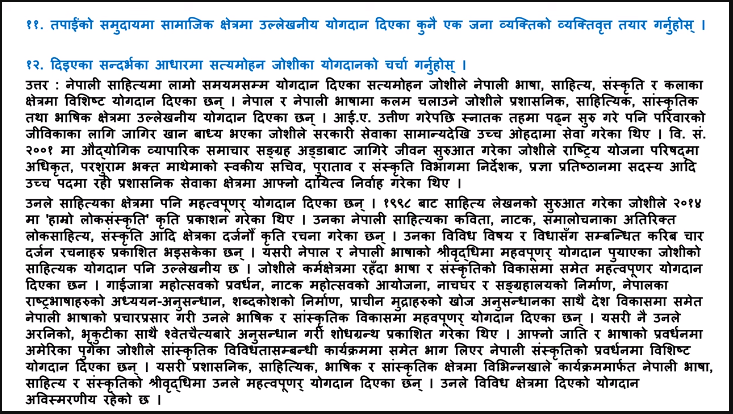 ११. तपाईंको समुदायमा सामाजिक क्षेत्रमा उल्लेखनीय योगदान दिएका कुनै एक जना व्यक्तिको व्यक्तिवृत्त तयार गर्नुहोस् ।
१२. दिइएका सन्दर्भका आधारमा सत्यमोहन जोशीका योगदानको चर्चा गर्नुहोस् ।
उत्तर : नेपाली साहित्यमा लामो समयमसम्म योगदान दिएका सत्यमोहन जोशीले नेपाली भाषा, साहित्य, संस्कृति र कलाका
क्षेत्रमा विशिष्ट योगदान दिएका छन् । नेपाल र नेपाली भाषामा कलम चलाउने जोशीले प्रशासनिक, साहित्यिक, सांस्कृतिक
तथा भाषिक क्षेत्रमा उल्लेखनीय योगदान दिएका छन् । आई.ए. उत्तीण गरेपछि स्नातक तहमा पढ्न सुरु गरे पनि परिवारको
जीविकाका लागि जागिर खान बाध्य भएका जोशीले सरकारी सेवाका सामान्यदेखि उच्च ओहदामा सेवा गरेका थिए । वि. सं.
२००१ मा औद्योगिक व्यापारिक समाचार सङ्ग्रह अड्डाबाट जागिरे जीवन सुरुआत गरेका जोशीले राष्ट्रिय योजना परिषद्मा
अधिकृत, परशुराम भक्त माथेमाको स्वकीय सचिव, पुरातात्व र संस्कृति विभागमा निर्देशक, प्रज्ञा प्रतिष्ठानमा सदस्य आदि
उच्च पदमा रही प्रशासनिक सेवाका क्षेत्रमा आफ्नो दायित्व निर्वाह गरेका थिए ।
उनले साहित्यका क्षेत्रमा पनि महत्वपूणर् योगदान दिएका छन् । १९९८ बाट साहित्य लेखनको सुरुआत गरेका जोशीले २०१४
मा 'हाम्रो लोकसंस्कृति' कृति प्रकाशन गरेका थिए । उनका नेपाली साहित्यका कविता, नाटक, समालोचनाका अतिरिक्त
लोकसाहित्य, संस्कृति आदि क्षेत्रका दर्जनौं कृति रचना गरेका छन् । उनका विविध विषय र विधासँग सम्बन्धित करिब चार
दर्जन रचनाहरु प्रकाशित भइसकेका छन् । यसरी नेपाल र नेपाली भाषाको श्रीवृद्धिमा महवपूणर् योगदान पुयाएका जोशीको
साहित्यक योगदान पनि उल्लेखनीय छ । जोशीले कर्मक्षेत्रमा रहँदा भाषा र संस्कृतिको विकासमा समेत महत्वपूणर योगदान
दिएका छन । गाईजात्रा महोत्सवको प्रवर्धन, नाटक महोत्सवको आयोजना, नाचघर र सङ्ग्रहालयको निर्माण, नेपालका
राष्ट्रभाषाहरुको अध्ययन-अनुसन्धान, शब्दकोशको निर्माण, प्राचीन मुद्राहरुको खोज अनुसन्धानका साथै देश विकासमा समेत
नेपाली भाषाको प्रचारप्रसार गरी उनले भाषिक र सांस्कृतिक विकासमा महवपूणर् योगदान दिएका छन् । यसरी नै उनले
अरनिको, भृकुटीका साथै श्वेतचैत्यबारे अनुसन्धान गरी शोधग्रन्थ प्रकाशित गरेका थिए । आफ्नो जाति र भाषाको प्रवर्धनमा
अमेरिका पुगेका जोशीले सांस्कृतिक विविधितासम्बन्धी कार्यक्रममा समेत भाग लिएर नेपाली संस्कृतिको प्रवर्धनमा विशिष्ट
योगदान दिएका छन् । यसरी प्रशासनिक, साहित्यिक, भाषिक र सांस्कृतिक क्षेत्रमा विभिन्नखाले कार्यक्रममार्फत नेपाली भाषा,
साहित्य र संस्कृतिको श्रीवृद्धिमा उनले महत्वपूणर् योगदान दिएका छन् । उनले विविध क्षेत्रमा दिएको योगदान
अविस्मरणीय रहेको छ ।